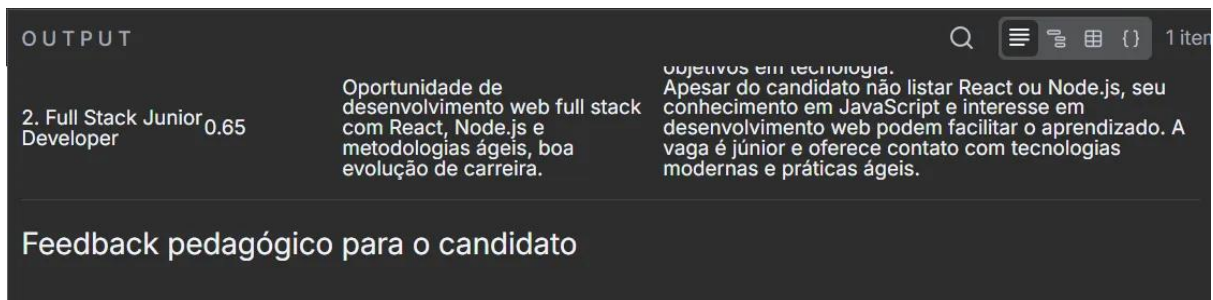 OUTPUT
1 item
objetivos em tecnologia.
2. Full Stack Junior
Developer
0.65
Oportunidade de
desenvolvimento web full stack
com React, Node.js e
metodologias ágeis, boa
evolução de carreira.
Apesar do candidato não listar React ou Node.js, seu
conhecimento em JavaScript e interesse em
desenvolvimento web podem facilitar o aprendizado. A
vaga é júnior e oferece contato com tecnologias
modernas e práticas ágeis.
Feedback pedagógico para o candidato